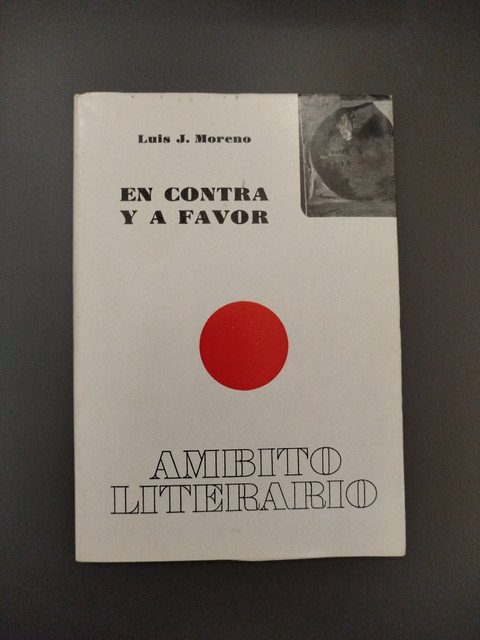 Luis J. Moreno
EN CONTRA
Y A FAVOR
AMBITO
LITERARIO